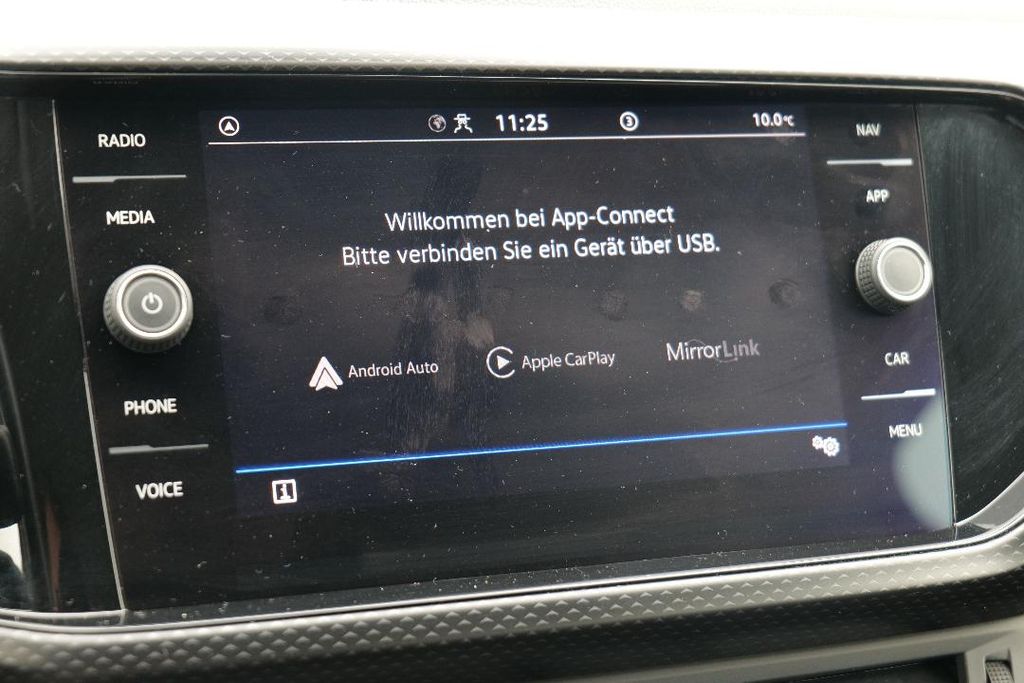 11:25
3
10.0°C
RADIO
MEDIA
PHONE
VOICE
Willkommen bei App-Connect
Bitte verbinden Sie ein Gerät über USB.
Android Auto
Apple CarPlay
MirrorLink
i
NAV
APP
CAR
MENU